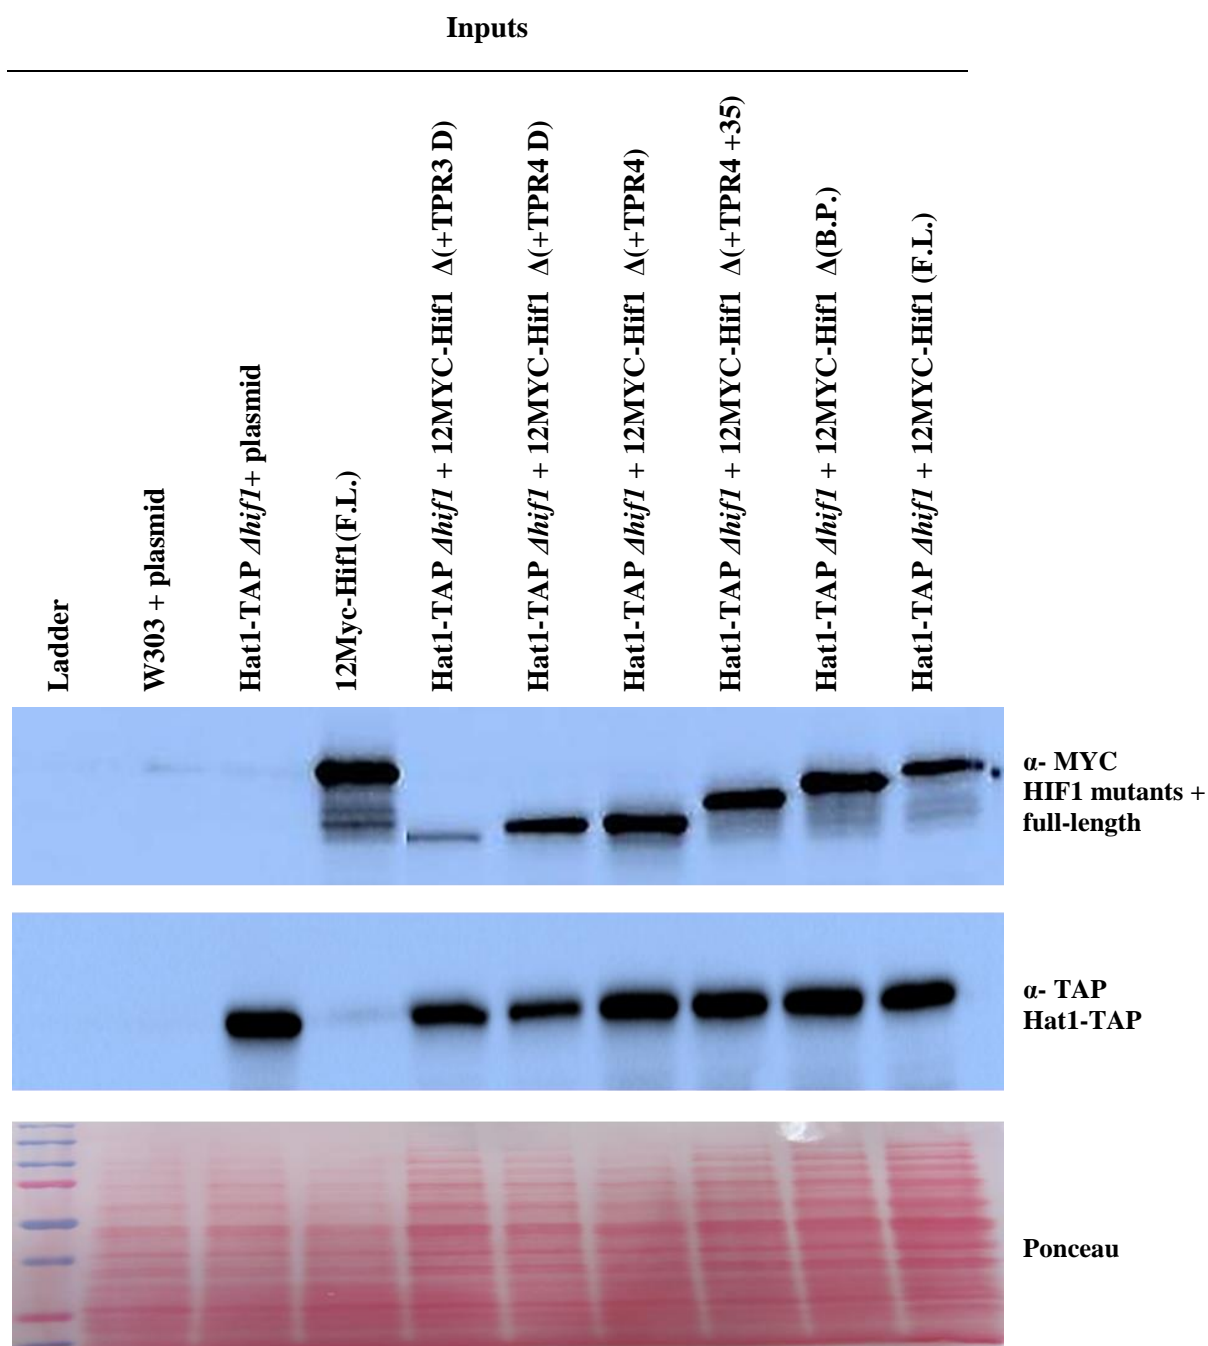 Inputs
Ladder
W303 + plasmid
Hat1-TAP Δhif1+ plasmid
12Myc-Hif1(F.L.)
Hat1-TAP Δhif1 + 12MYC-Hif1 Δ(+TPR3 D)
Hat1-TAP Δhif1 + 12MYC-Hif1 Δ(+TPR4 D)
Hat1-TAP Δhif1 + 12MYC-Hif1 Δ(+TPR4)
Hat1-TAP Δhif1 + 12MYC-Hif1 Δ(+TPR4 +35)
Hat1-TAP Δhif1 + 12MYC-Hif1 Δ(B.P.)
Hat1-TAP Δhif1 + 12MYC-Hif1 (F.L.)
α- MYC
HIF1 mutants +
full-length
α- TAP
Hat1-TAP
Ponceau